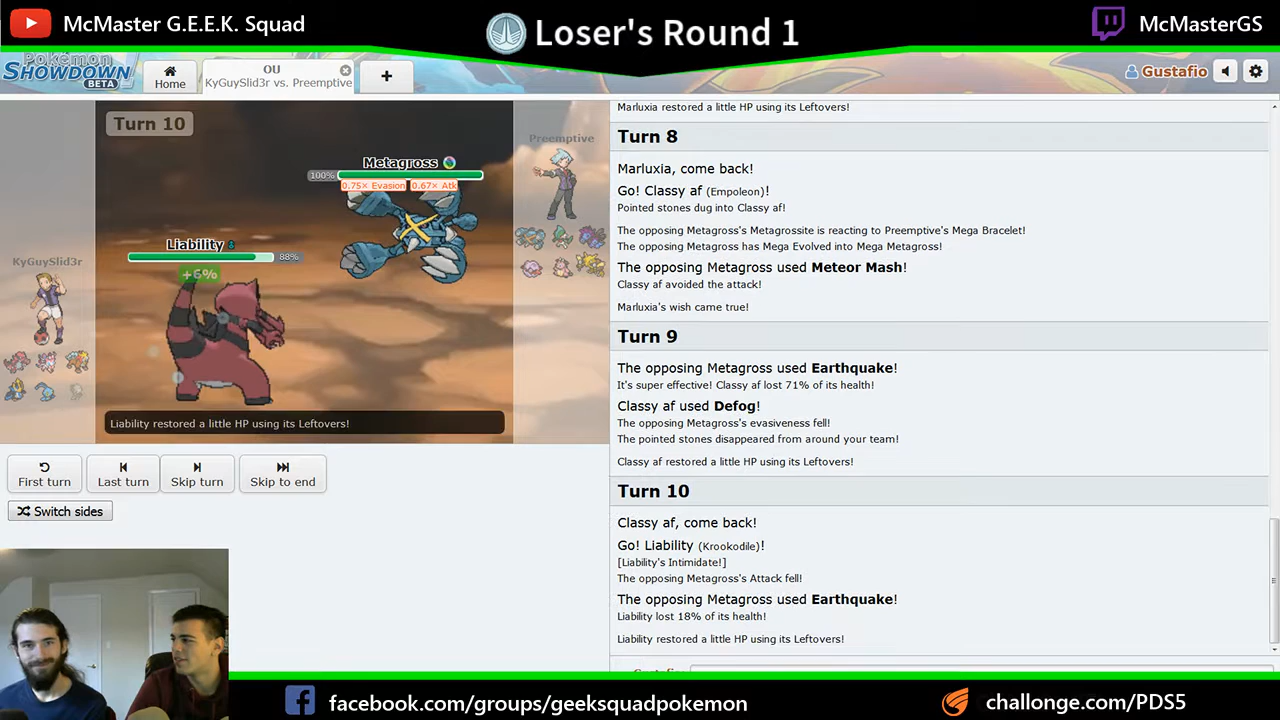 McMaster G.E.E.K. Squad
Loser's Round 1
McMasterGS
Pokémon
SHOWDOWN
BETA
Home
OU
KyGuySlid3r vs. Preemptive
+
Gustafio
Turn 10
Metagross
100%
0.75× Evasion 0.67× Atk
Liability
88%
+6%
KyGuySlid3r
Preemptive
Liability restored a little HP using its Leftovers!
First turn
Last turn
Skip turn
Skip to end
Switch sides
Marluxia restored a little HP using its Leftovers!
Turn 8
Marluxia, come back!
Go! Classy af (Empoleon)!
Pointed stones dug into Classy af!
The opposing Metagross's Metagrossite is reacting to Preemptive's Mega Bracelet!
The opposing Metagross has Mega Evolved into Mega Metagross!
The opposing Metagross used Meteor Mash!
Classy af avoided the attack!
Marluxia's wish came true!
Turn 9
The opposing Metagross used Earthquake!
It's super effective! Classy af lost 71% of its health!
Classy af used Defog!
The opposing Metagross's evasiveness fell!
The pointed stones disappeared from around your team!
Classy af restored a little HP using its Leftovers!
Turn 10
Classy af, come back!
Go! Liability (Krookodile)!
[Liability's Intimidate!]
The opposing Metagross's Attack fell!
The opposing Metagross used Earthquake!
Liability lost 18% of its health!
Liability restored a little HP using its Leftovers!
Gustafio
facebook.com/groups/geeksquadpokemon
challonge.com/PDS5